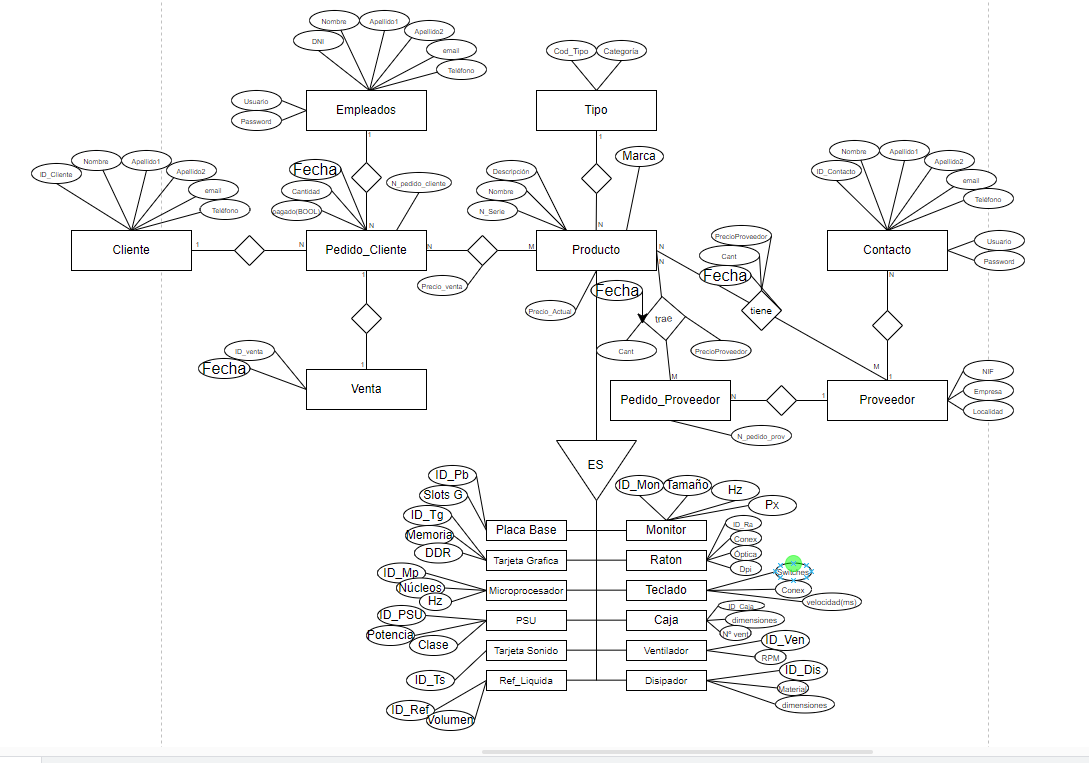 Nombre
Apellido1
Apellido2
DNI
email
Teléfono
Usuario
Password
Empleados
1
Cod_Tipo
Categoría
Tipo
1
Marca
ID_Cliente
Nombre
Apellido1
Apellido2
email
Teléfono
Cliente
1
N
Fecha
Cantidad
pagado(BOOL)
N_pedido_cliente
N
Pedido_Cliente
N
M
1
Descripción
Nombre
N_Serie
N
Producto
N
N
Precio_venta
Precio_Actual
Fecha
trae
Cant
PrecioProveedor
M
PrecioProveedor
Cant
Fecha
tiene
M
ID_Contacto
Nombre
Apellido1
Apellido2
email
Teléfono
Contacto
Usuario
Password
N
1
ID_venta
Fecha
1
Venta
Pedido_Proveedor
N
1
Proveedor
NIF
Empresa
Localidad
N_pedido_prov
ES
ID_Pb
Slots G
Placa Base
ID_Tg
Memoria
DDR
Tarjeta Grafica
ID_Mp
Núcleos
Hz
Microprocesador
ID_PSU
Potencia
Clase
PSU
Tarjeta Sonido
ID_Ts
Ref_Liquida
ID_Ref
Volumen
ID_Mon
Tamaño
Hz
Px
Monitor
ID_Ra
Conex
Óptica
Dpi
Raton
Switches
Conex
velocidad(ms)
Teclado
ID_Caja
dimensiones
Nº vent
Caja
ID_Ven
RPM
Ventilador
ID_Dis
Material
dimensiones
Disipador